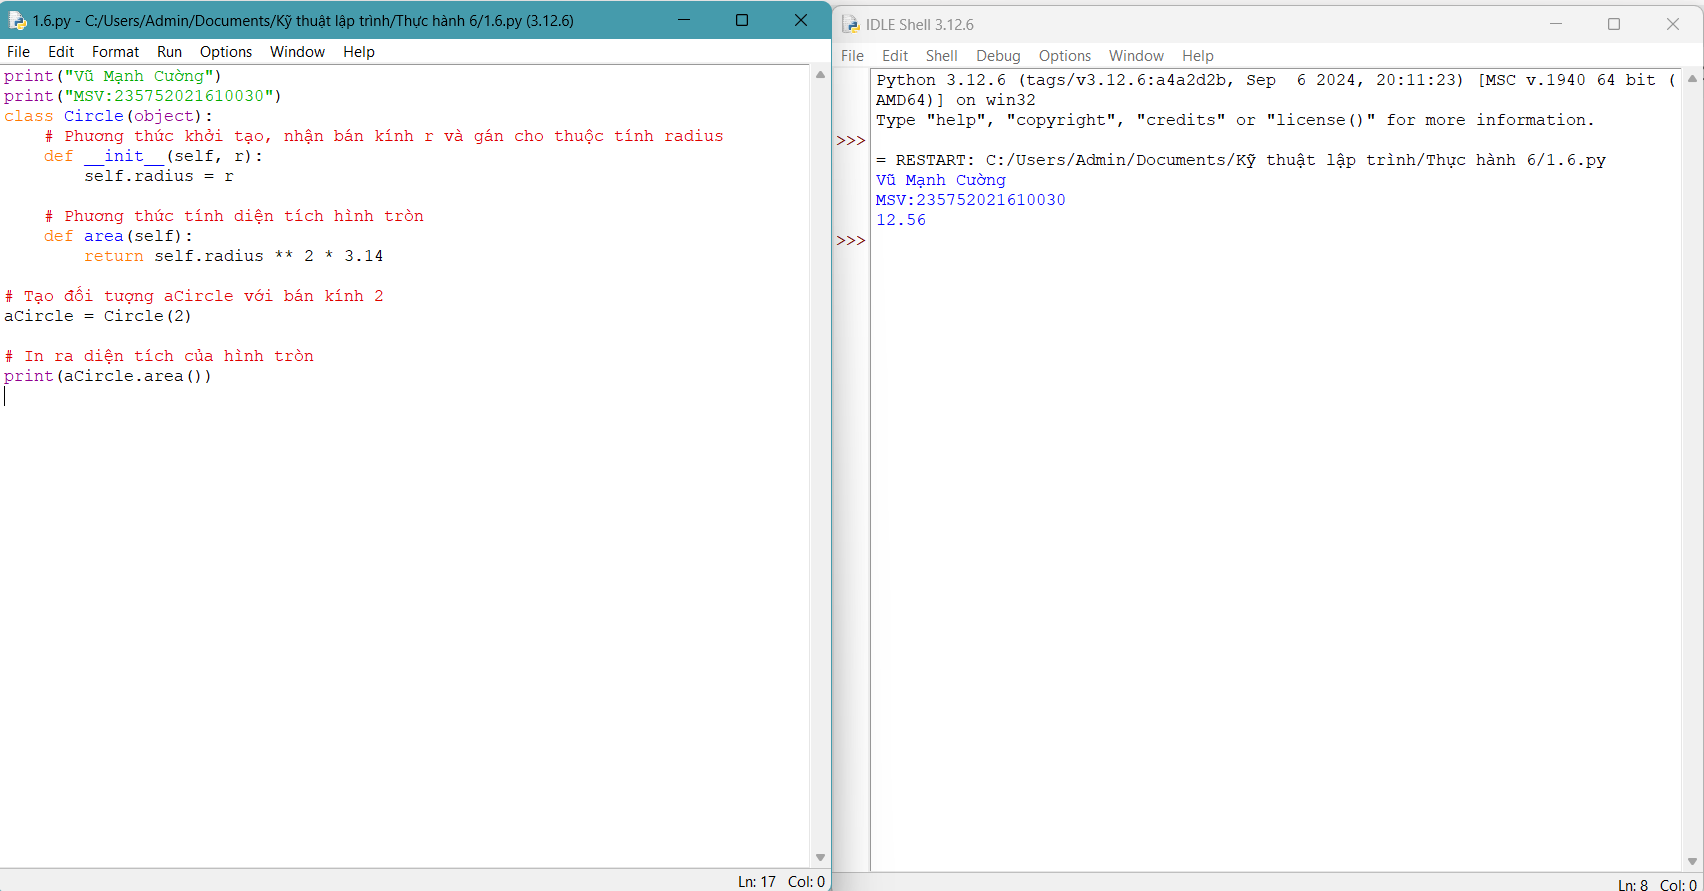 1.6.py - C:/Users/Admin/Documents/Kỹ thuật lập trình/Thực hành 6/1.6.py (3.12.6)
File Edit Format Run Options Window Help
print("Vũ Mạnh Cường")
print("MSV:235752021610030")
class Circle(object):
    # Phương thức khởi tạo, nhận bán kính r và gán cho thuộc tính radius
    def __init__(self, r):
        self.radius = r
    # Phương thức tính diện tích hình tròn
    def area(self):
        return self.radius ** 2 * 3.14
# Tạo đối tượng aCircle với bán kính 2
aCircle = Circle(2)
# In ra diện tích của hình tròn
print(aCircle.area())
Ln: 17 Col: 0
IDLE Shell 3.12.6
File Edit Shell Debug Options Window Help
Python 3.12.6 (tags/v3.12.6:a4a2d2b, Sep  6 2024, 20:11:23) [MSC v.1940 64 bit (
AMD64)] on win32
Type "help", "copyright", "credits" or "license()" for more information.
>>>
= RESTART: C:/Users/Admin/Documents/Kỹ thuật lập trình/Thực hành 6/1.6.py
Vũ Mạnh Cường
MSV:235752021610030
12.56
>>>
Ln: 8 Col: 0